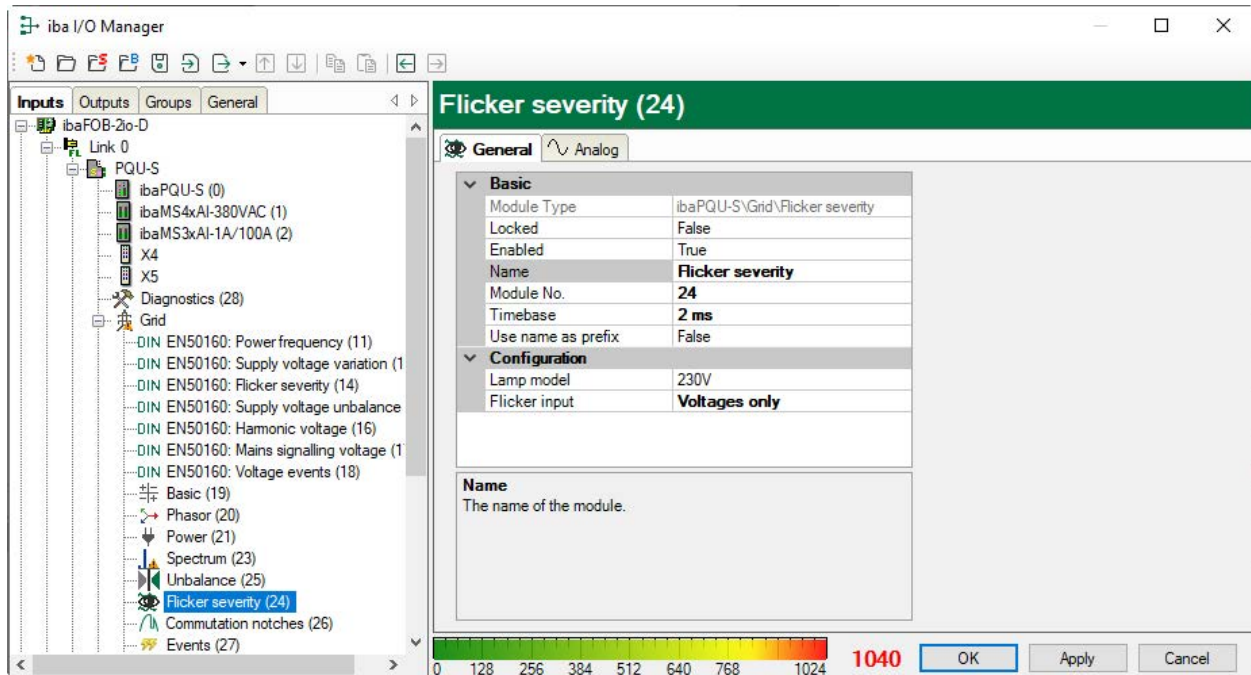 iba I/O Manager
Inputs Outputs Groups General
ibaFOB-2io-D
Link 0
PQU-S
ibaPQU-S (0)
ibaMS4xAI-380VAC (1)
ibaMS3xAI-1A/100A (2)
X4
X5
Diagnostics (28)
Grid
DIN EN50160: Power frequency (11)
DIN EN50160: Supply voltage variation (1
DIN EN50160: Flicker severity (14)
DIN EN50160: Supply voltage unbalance
DIN EN50160: Harmonic voltage (16)
DIN EN50160: Mains signalling voltage (1
DIN EN50160: Voltage events (18)
Basic (19)
Phasor (20)
Power (21)
Spectrum (23)
Unbalance (25)
Flicker severity (24)
Commutation notches (26)
Events (27)
Flicker severity (24)
General Analog
Basic
Module Type ibaPQU-S\Grid\Flicker severity
Locked False
Enabled True
Name Flicker severity
Module No. 24
Timebase 2 ms
Use name as prefix False
Configuration
Lamp model 230V
Flicker input Voltages only
Name
The name of the module.
0 128 256 384 512 640 768 1024 1040 OK Apply Cancel